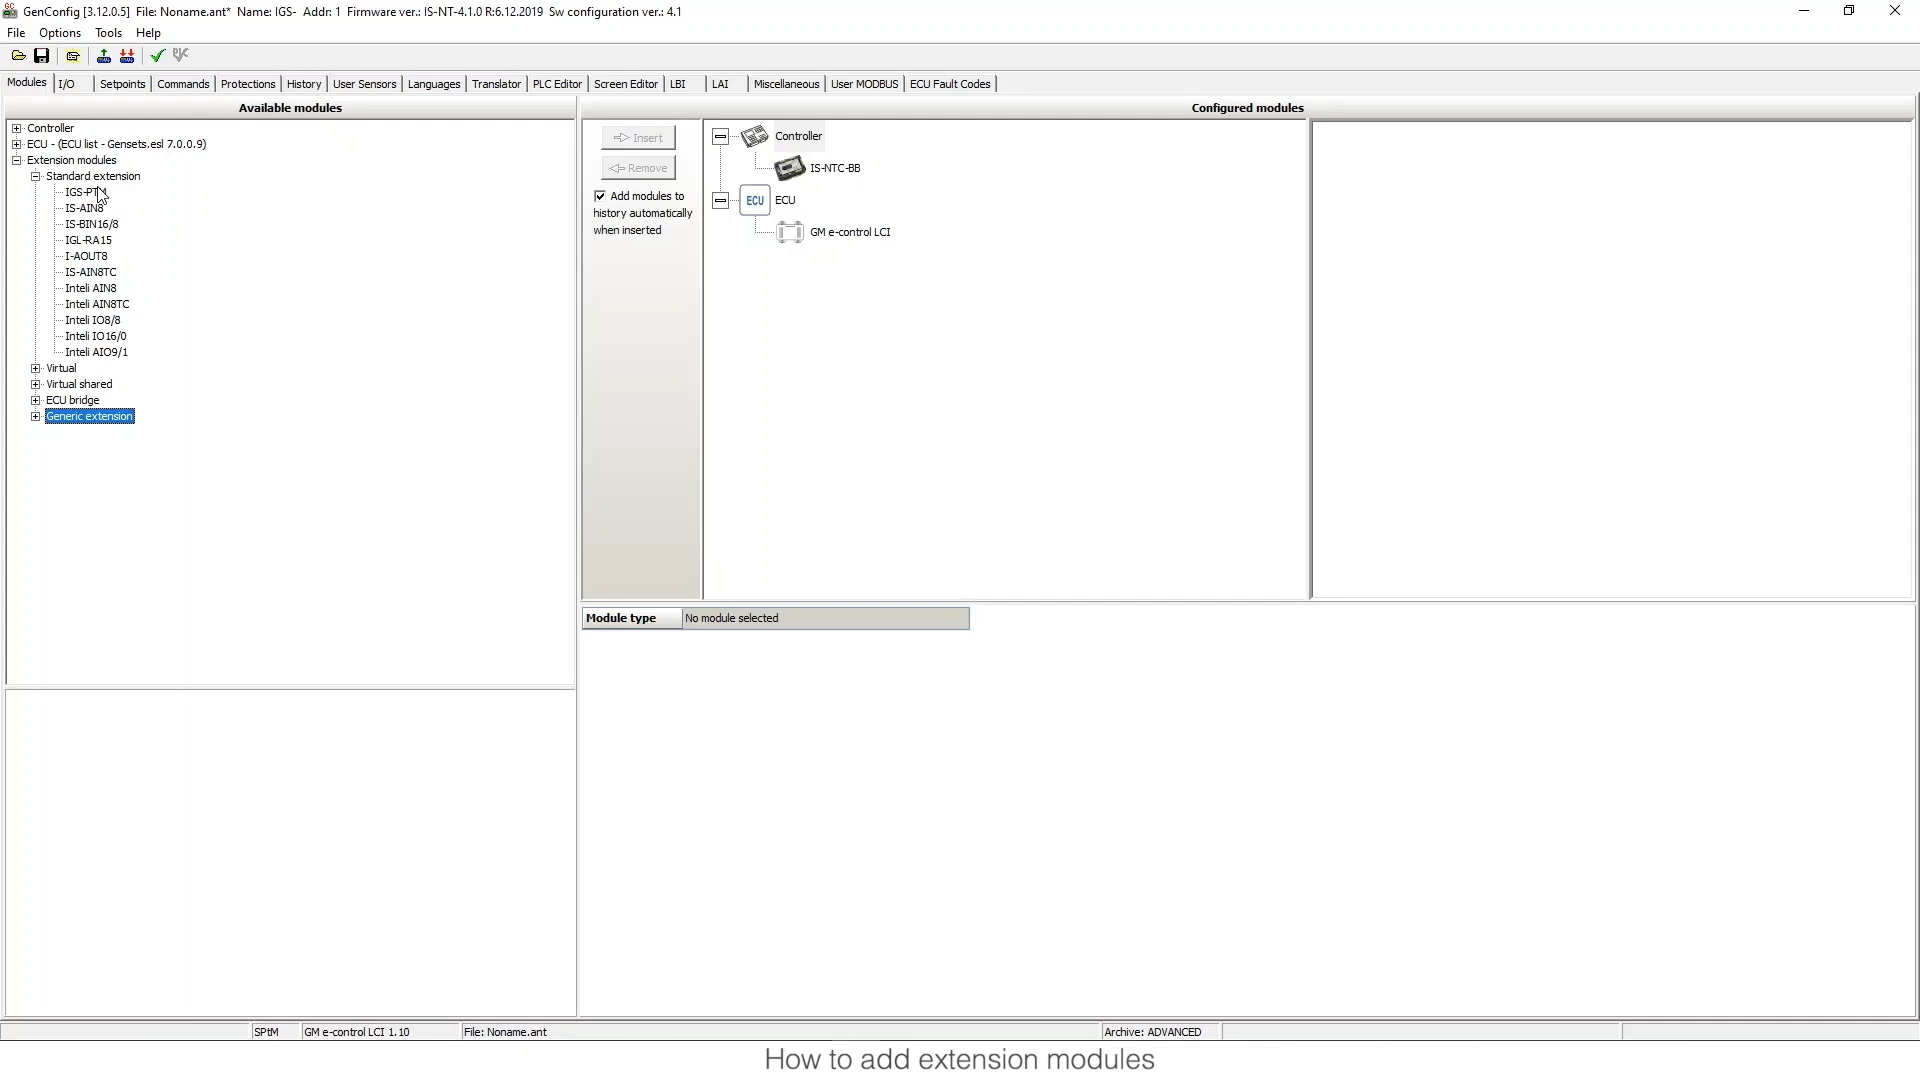 GenConfig [3.12.0.5] File: Noname.ant* Name: IGS- Addr: 1 Firmware ver.: IS-NT-4.1.0 R:6.12.2019 Sw configuration ver.: 4.1
File Options Tools Help
Modules I/O Setpoints Commands Protections History User Sensors Languages Translator PLC Editor Screen Editor LBI LAI Miscellaneous User MODBUS ECU Fault Codes
Available modules
Controller
ECU - (ECU list - Gensets.esl 7.0.0.9)
Extension modules
Standard extension
IGS-PTM
IS-AIN8
IS-BIN16/8
IGL-RA15
I-AOUT8
IS-AIN8TC
Inteli AIN8
Inteli AIN8TC
Inteli IO8/8
Inteli IO16/0
Inteli AIO9/1
Virtual
Virtual shared
ECU bridge
Generic extension
Configured modules
Insert
Remove
Add modules to
history automatically
when inserted
Controller
IS-NTC-BB
ECU ECU
GM e-control LCI
Module type No module selected
SPtM GM e-control LCI 1.10 File: Noname.ant Archive: ADVANCED
How to add extension modules